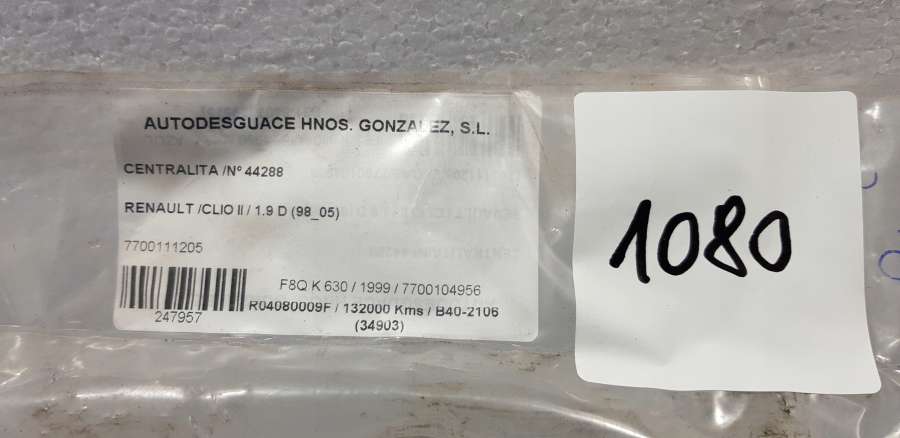 AUTODESGUACE HNOS. GONZALEZ, S.L.
CENTRALITA /Nº 44288
RENAULT /CLIO II / 1.9 D (98_05)
7700111205
F8Q K 630 / 1999 / 7700104956
R04080009F / 132000 Kms / B40-2106
(34903)
247957
1080